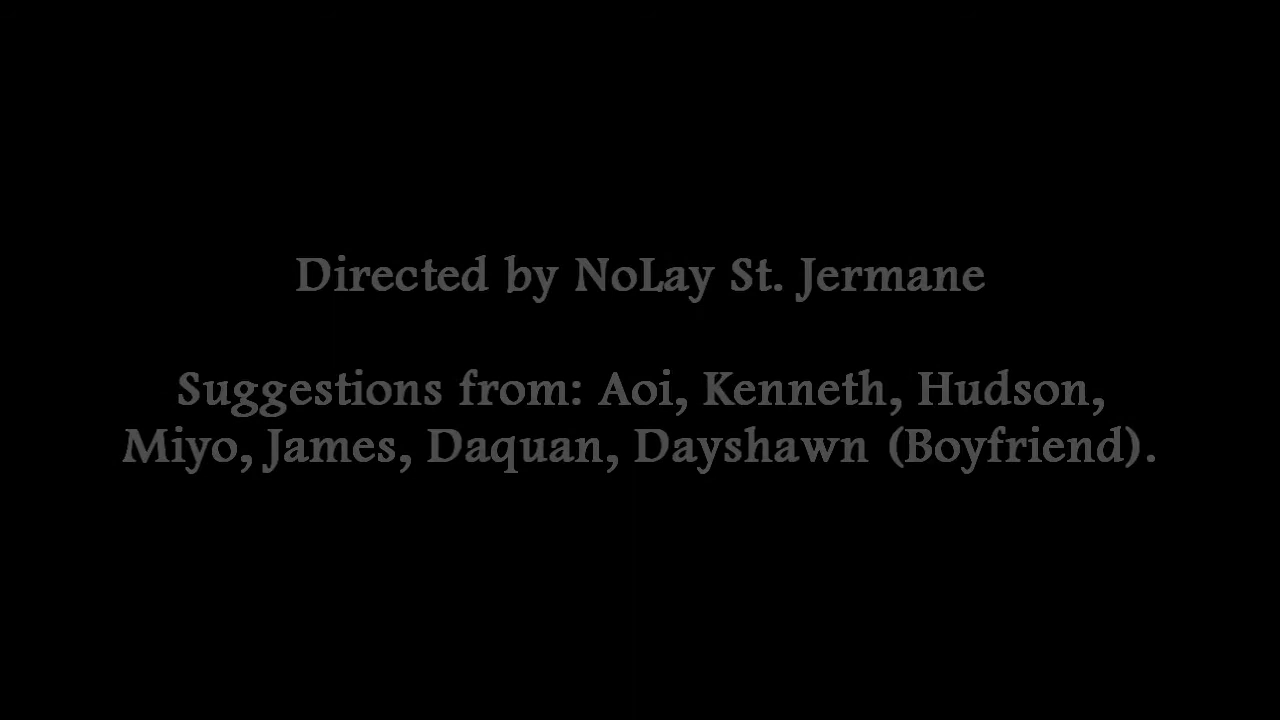 Directed by NoLay St. Jermane
Suggestions from: Aoi, Kenneth, Hudson,
Miyo, James, Daquan, Dayshawn (Boyfriend).